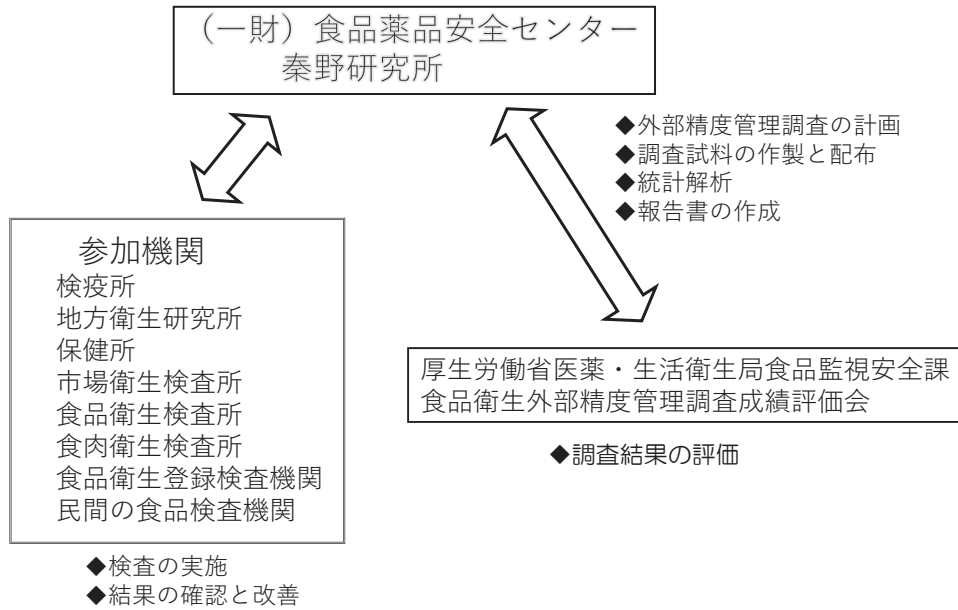 （一財）食品薬品安全センター
秦野研究所
◆外部精度管理調査の計画
◆調査試料の作製と配布
◆統計解析
◆報告書の作成
参加機関
検疫所
地方衛生研究所
保健所
市場衛生検査所
食品衛生検査所
食肉衛生検査所
食品衛生登録検査機関
民間の食品検査機関
◆検査の実施
◆結果の確認と改善
厚生労働省医薬・生活衛生局食品監視安全課
食品衛生外部精度管理調査成績評価会
◆調査結果の評価